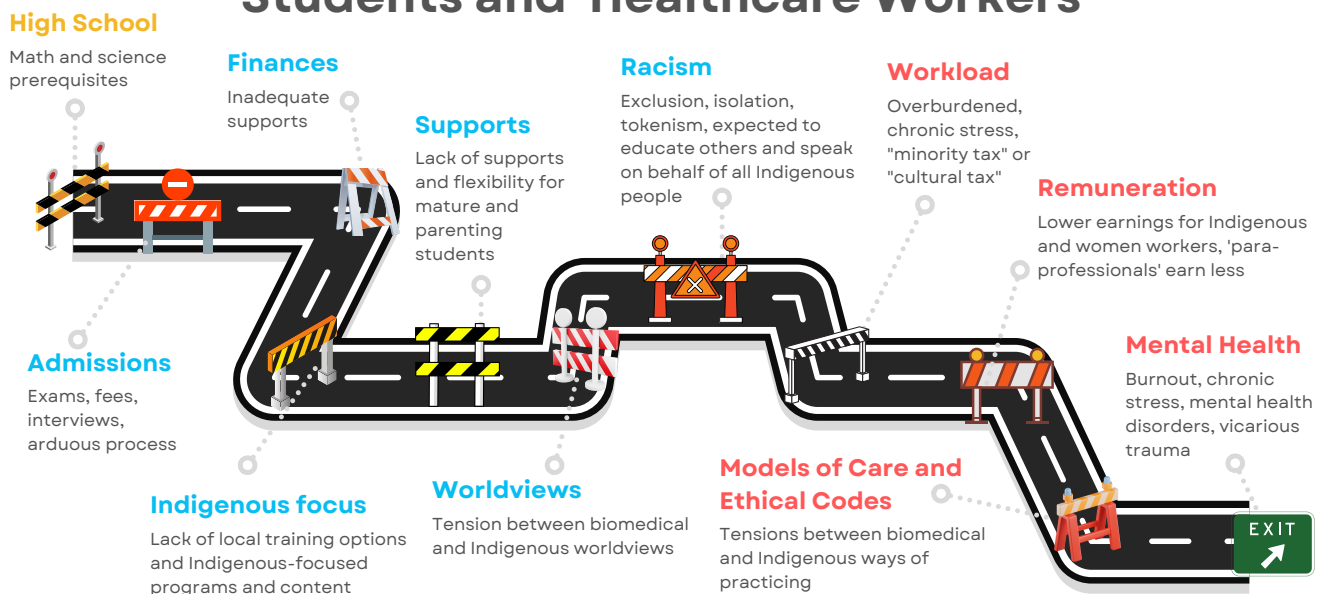 Students and Healthcare Workers
High School
Math and science
prerequisites
Finances
Inadequate
supports
Supports
Lack of supports
and flexibility for
mature and
parenting
students
Racism
Exclusion, isolation,
tokenism, expected to
educate others and speak
on behalf of all Indigenous
people
Workload
Overburdened,
chronic stress,
"minority tax" or
"cultural tax"
Remuneration
Lower earnings for Indigenous
and women workers, 'para-
professionals' earn less
Admissions
Exams, fees,
interviews,
arduous process
Indigenous focus
Lack of local training options
and Indigenous-focused
programs and content
Worldviews
Tension between biomedical
and Indigenous worldviews
Models of Care and
Ethical Codes
Tensions between biomedical
and Indigenous ways of
practicing
Mental Health
Burnout, chronic
stress, mental health
disorders, vicarious
trauma
EXIT